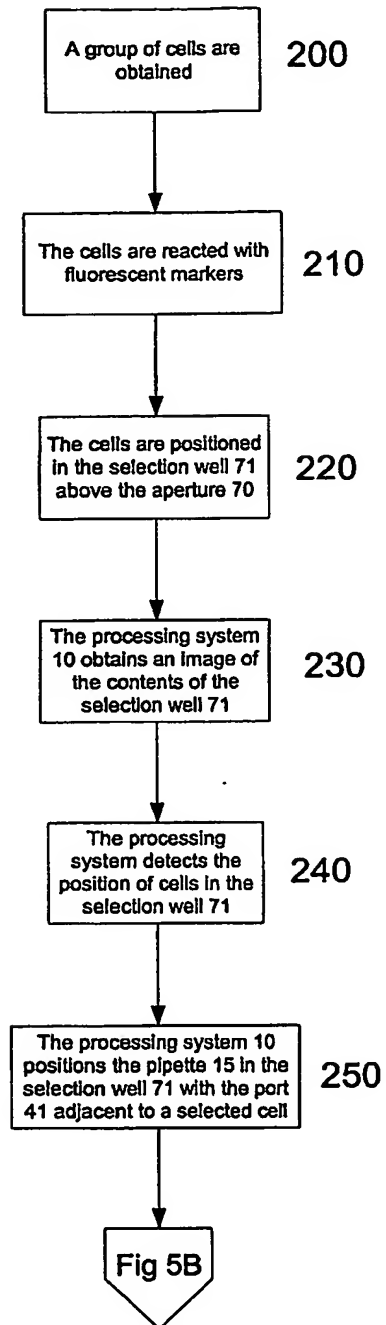 A group of cells are
obtained
200
The cells are reacted with
fluorescent markers
210
The cells are positioned
in the selection well 71
above the aperture 70
220
The processing system
10 obtains an image of
the contents of the
selection well 71
230
The processing
system detects the
position of cells in the
selection well 71
240
The processing system 10
positions the pipette 15 in the
selection well 71 with the port
41 adjacent to a selected cell
250
Fig 5B